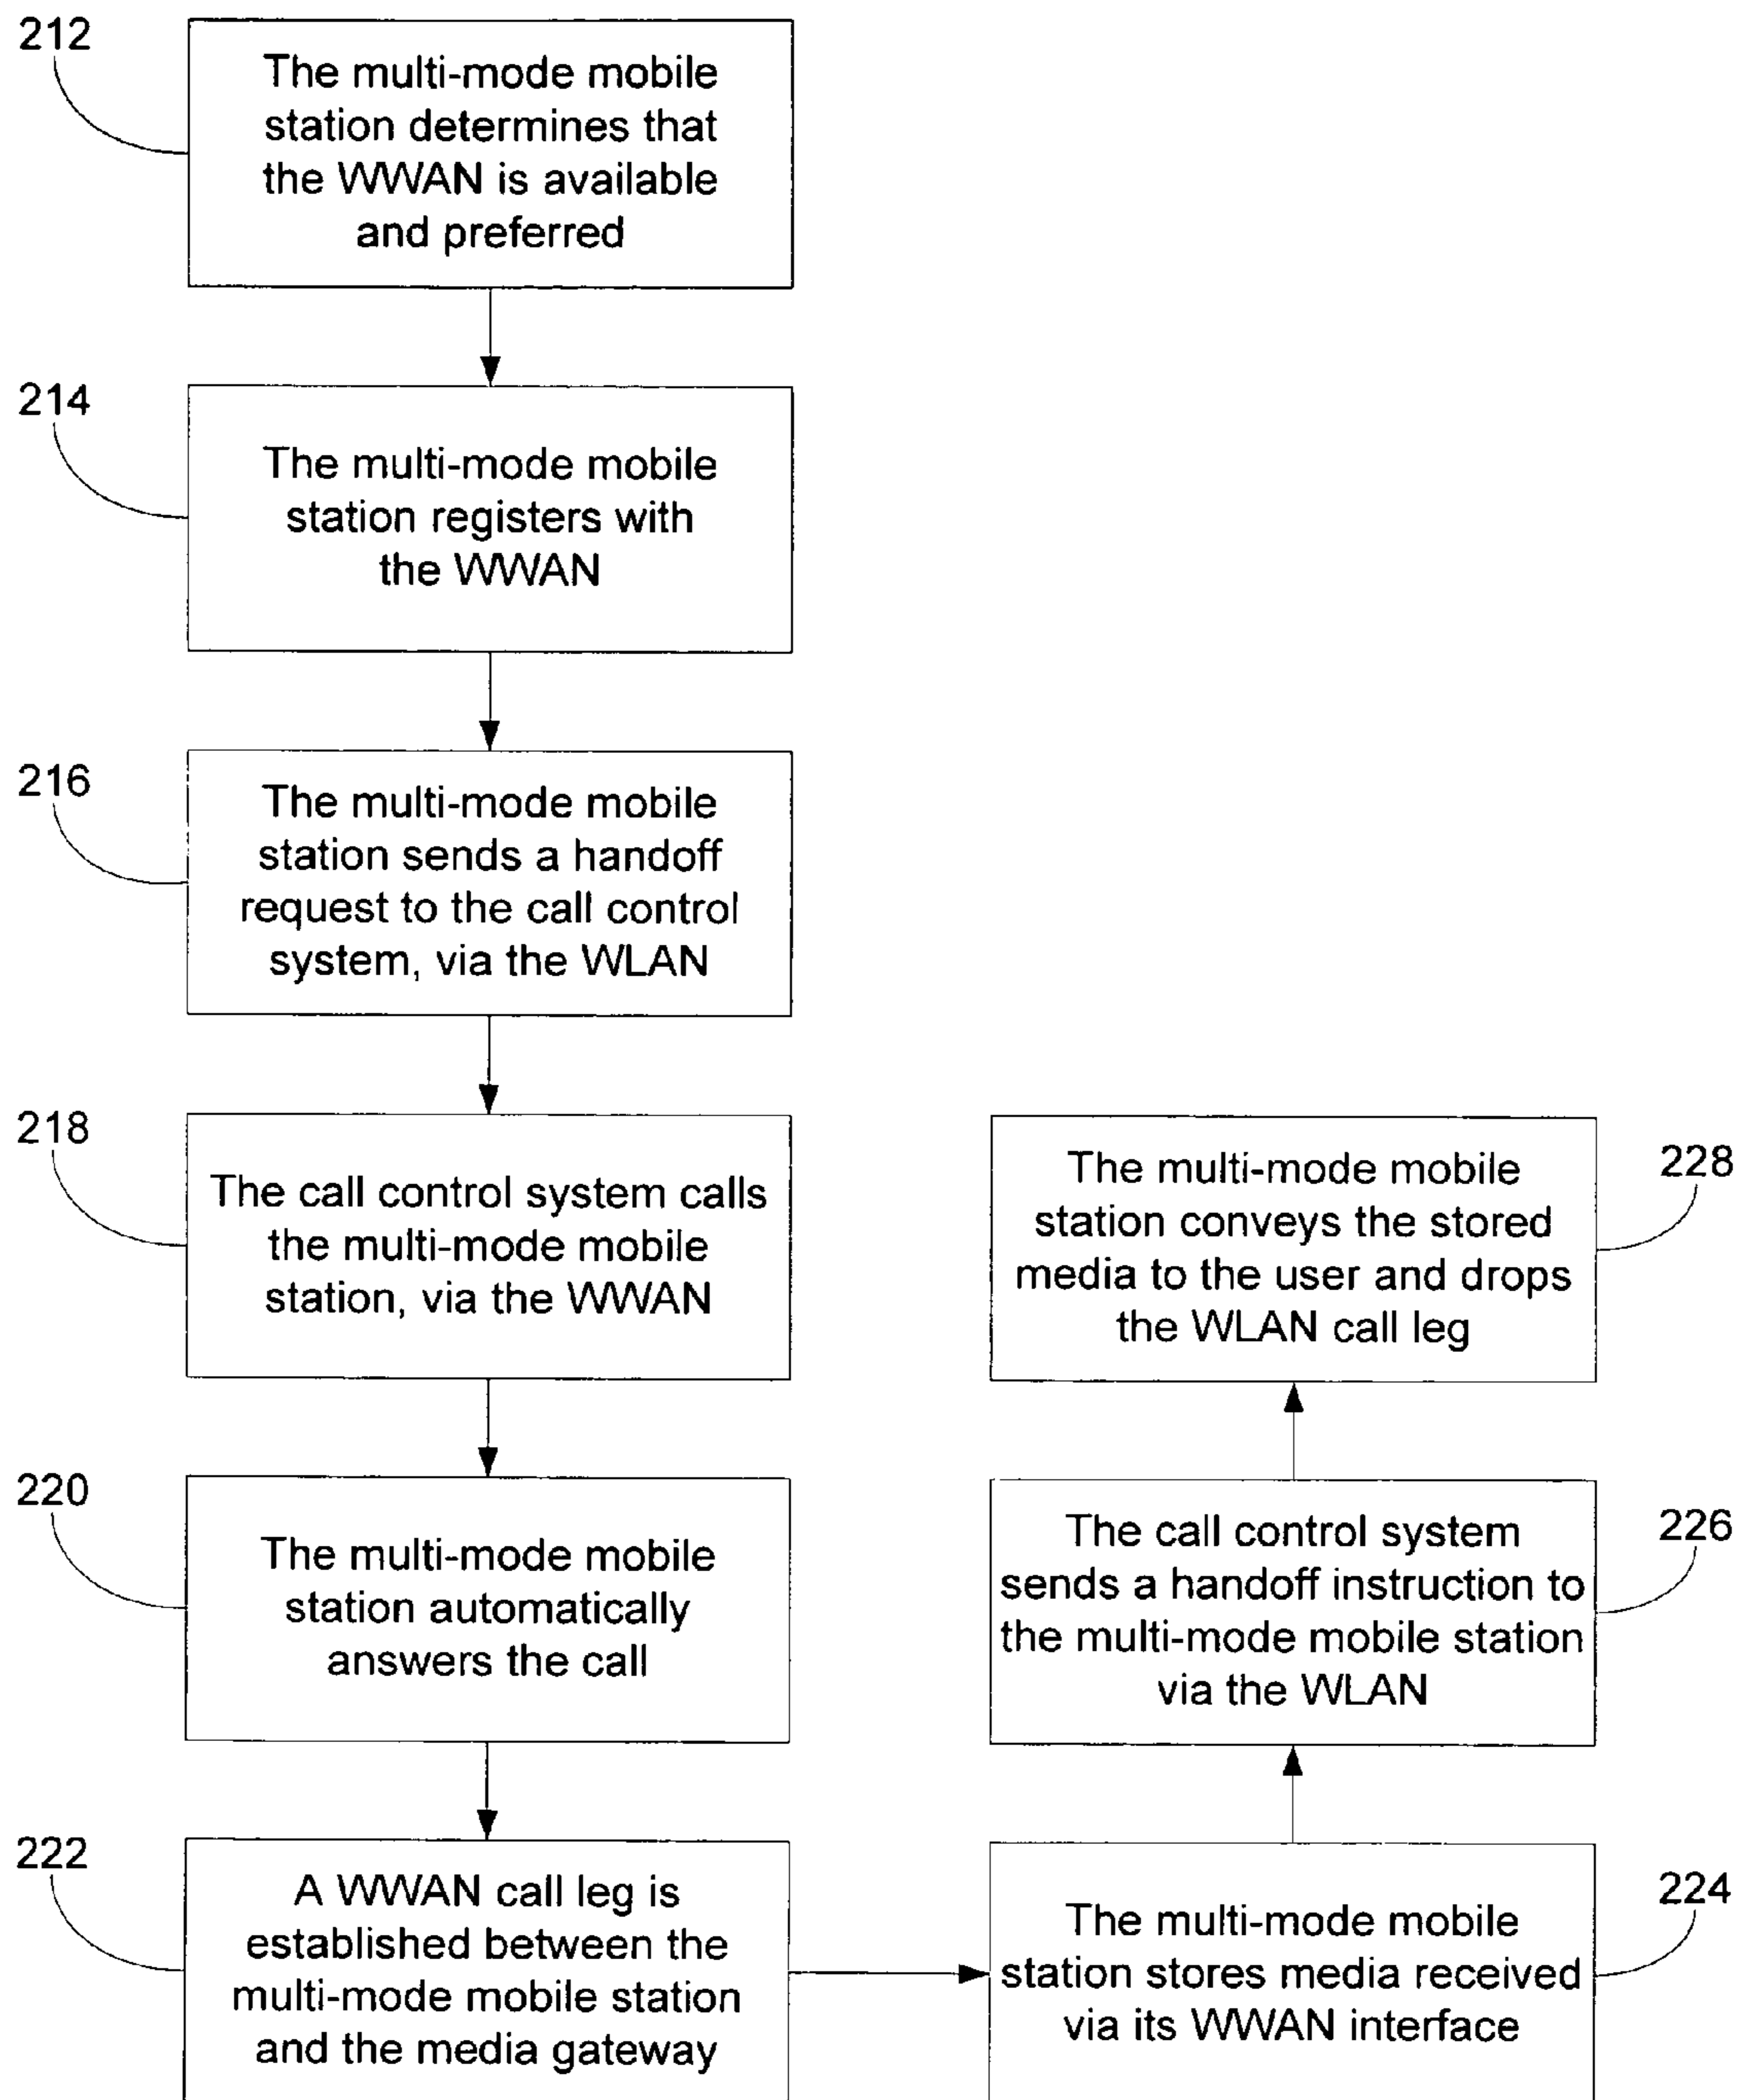 212
The multi-mode mobile
station determines that
the WWAN is available
and preferred
214
The multi-mode mobile
station registers with
the WWAN
216
The multi-mode mobile
station sends a handoff
request to the call control
system, via the WLAN
218
The call control system calls
the multi-mode mobile
station, via the WWAN
220
The multi-mode mobile
station automatically
answers the call
222
A WWAN call leg is
established between the
multi-mode mobile station
and the media gateway
224
The multi-mode mobile
station stores media received
via its WWAN interface
226
The call control system
sends a handoff instruction to
the multi-mode mobile station
via the WLAN
228
The multi-mode mobile
station conveys the stored
media to the user and drops
the WLAN call leg